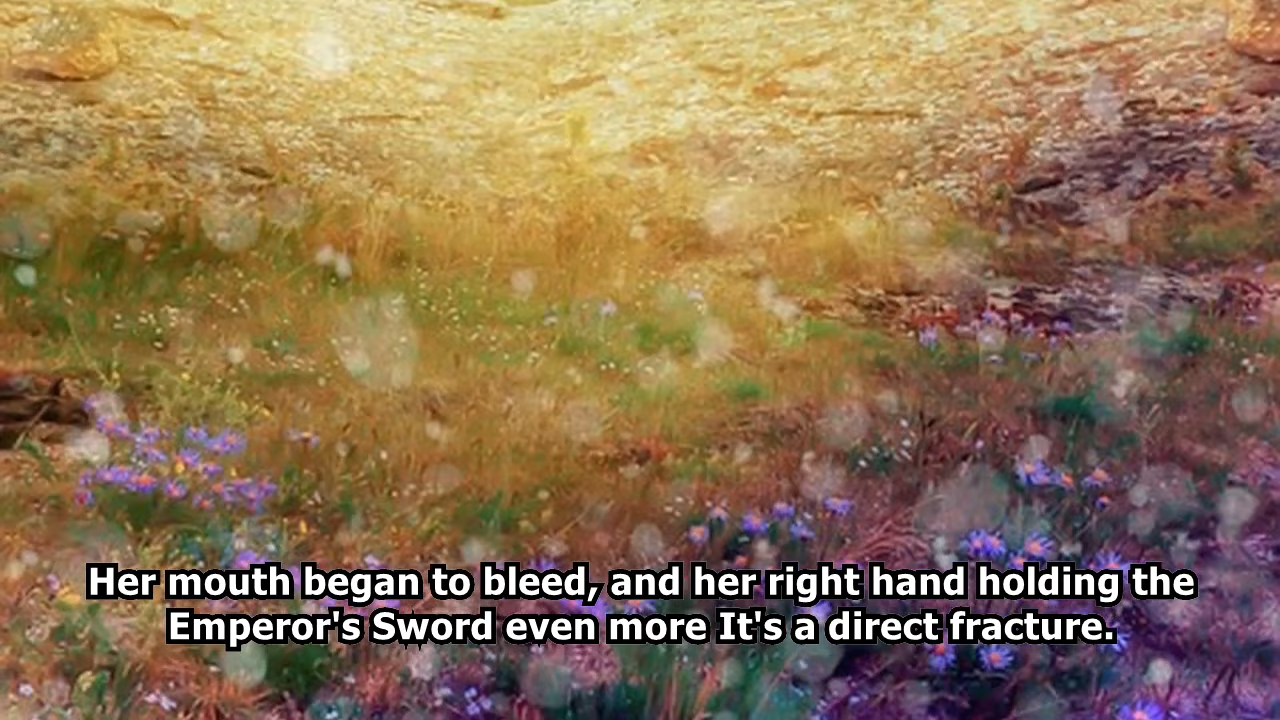 Her mouth began to bleed, and her right hand holding the
Emperor's Sword even more It's a direct fracture.